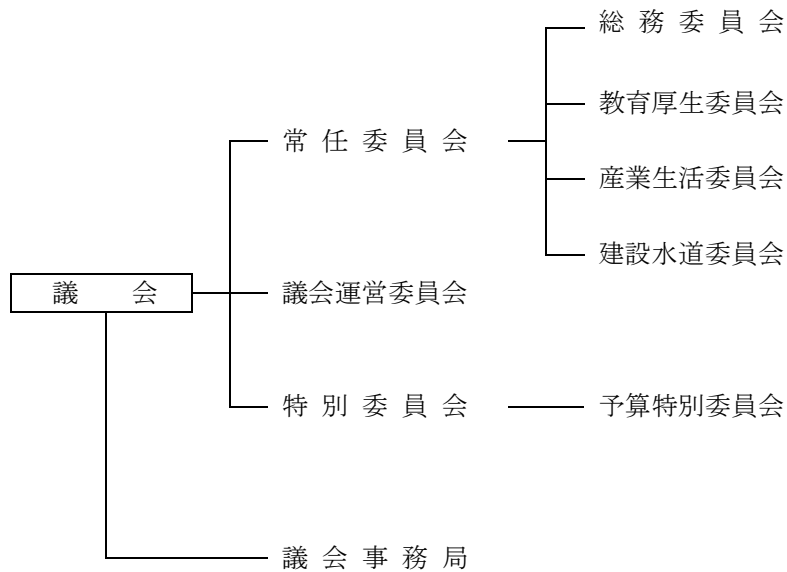 総務委員会
教育厚生委員会
常任委員会
産業生活委員会
建設水道委員会
議会
議会運営委員会
特別委員会
予算特別委員会
議会事務局